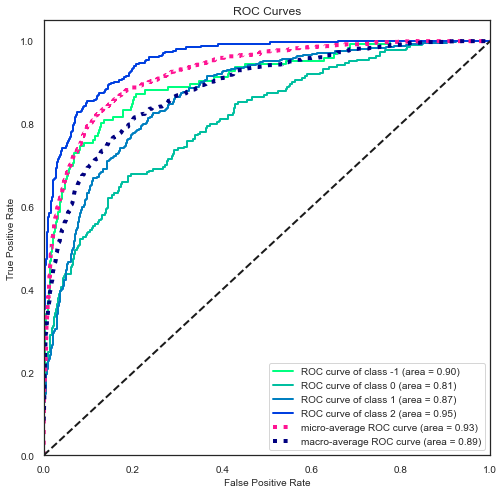 ROC Curves
True Positive Rate
1.0
0.8
0.6
0.4
0.2
0.0
ROC curve of class -1 (area = 0.90)
ROC curve of class 0 (area = 0.81)
ROC curve of class 1 (area = 0.87)
ROC curve of class 2 (area = 0.95)
micro-average ROC curve (area = 0.93)
macro-average ROC curve (area = 0.89)
0.0 0.2 0.4 0.6 0.8 1.0
False Positive Rate